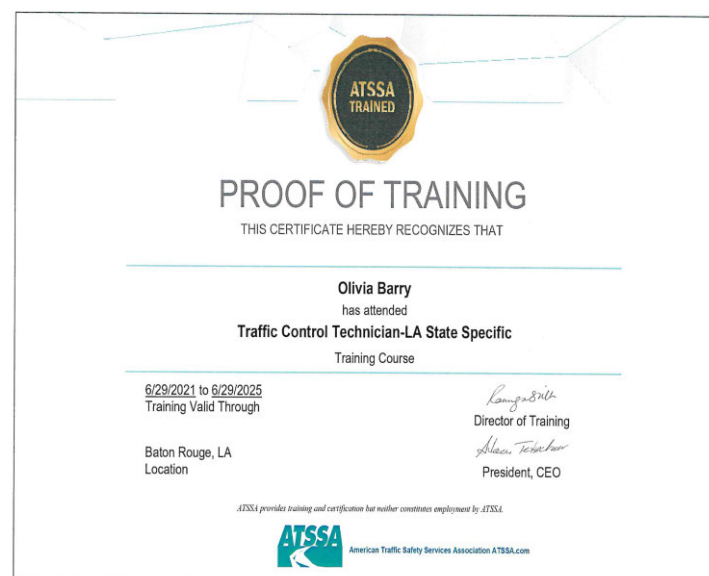 ATSSA
TRAINED
PROOF OF TRAINING
THIS CERTIFICATE HEREBY RECOGNIZES THAT
Olivia Barry
has attended
Traffic Control Technician-LA State Specific
Training Course
6/29/2021 to 6/29/2025
Training Valid Through
Director of Training
Baton Rouge, LA
Location
President, CEO
ATSSA provides training and certification but neither constitutes employment by ATSSA.
ATSSA
American Traffic Safety Services Association ATSSA.com